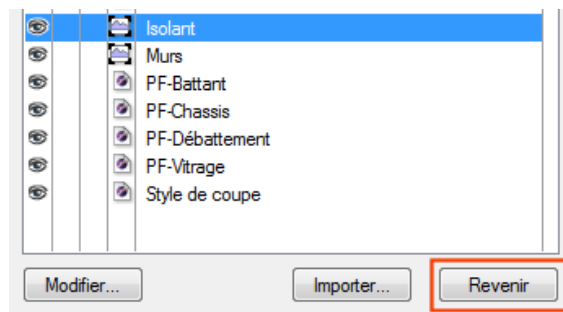 Isolant
Murs
PF-Battant
PF-Chassis
PF-Débattement
PF-Vitrage
Style de coupe
Modifier... Importer... Revenir